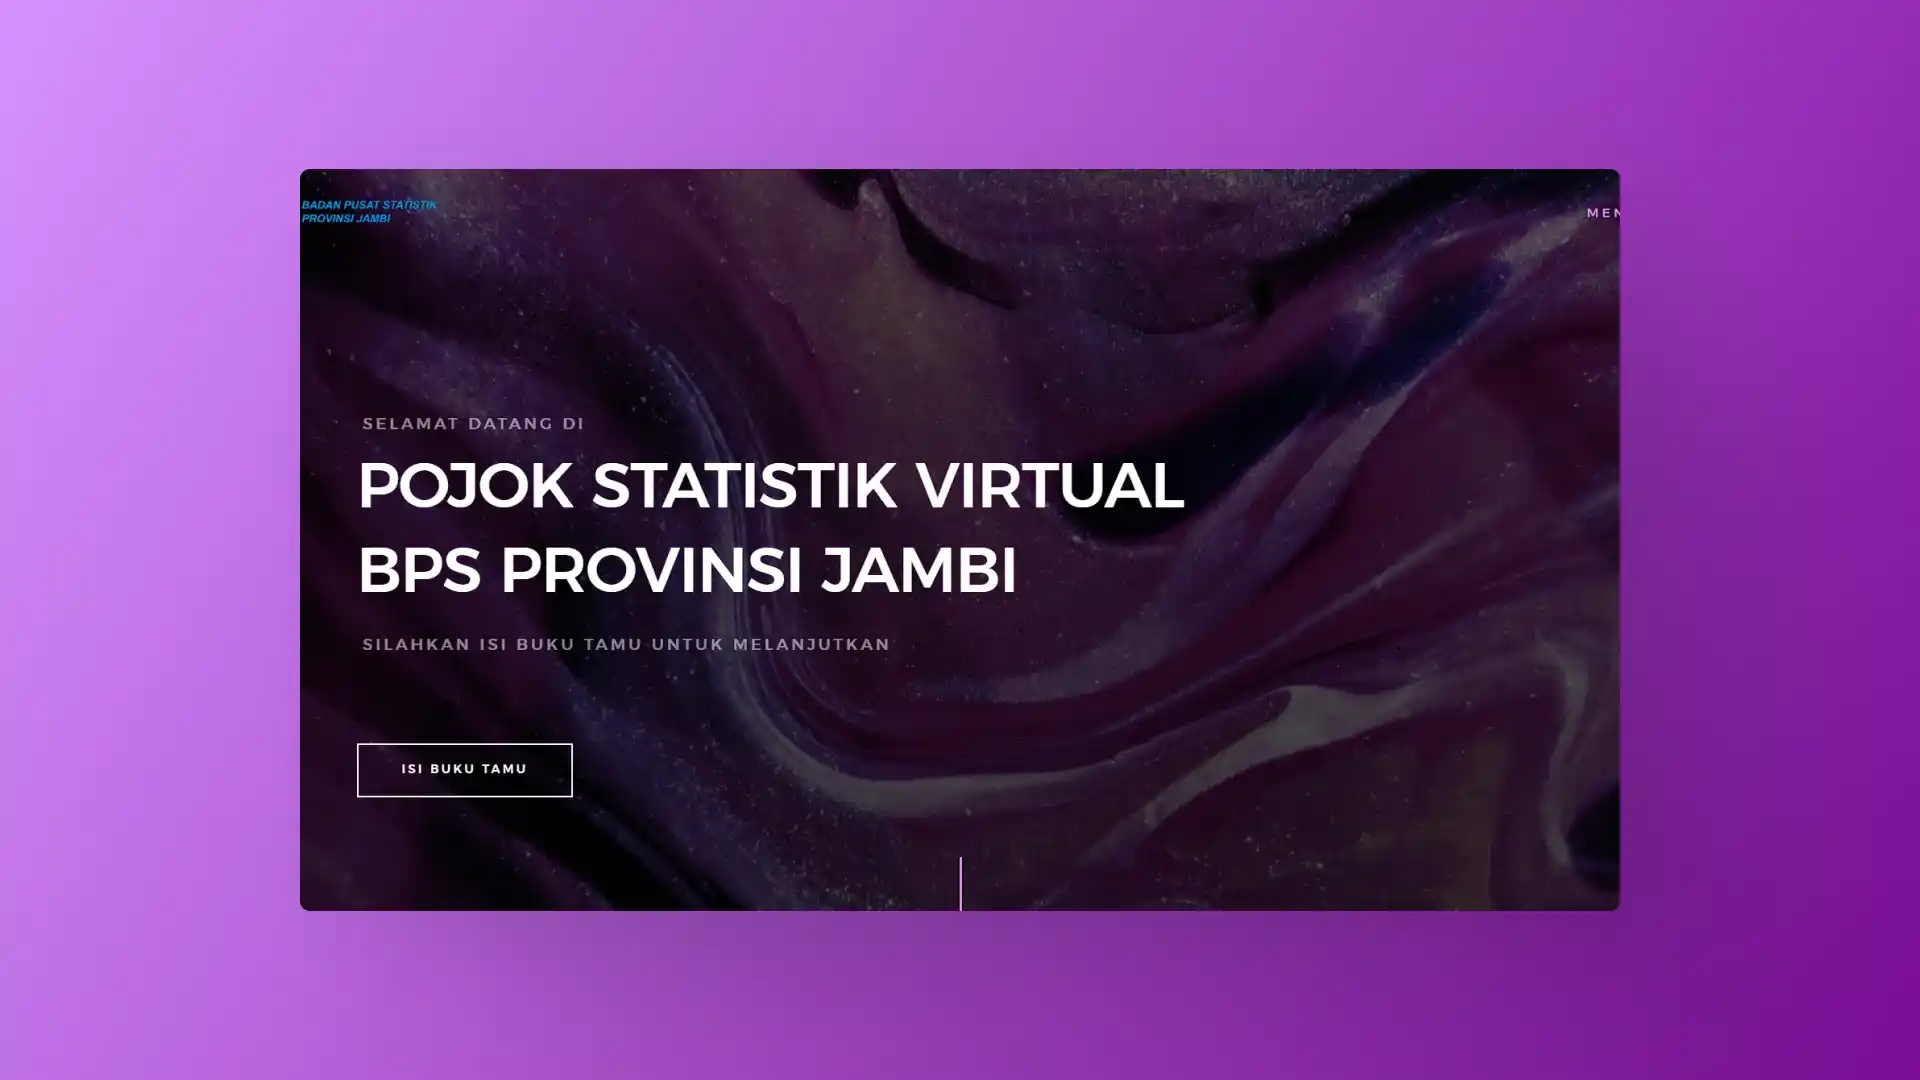 BADAN PUSAT STATISTIK
PROVINSI JAMBI
MEN
SELAMAT DATANG DI
POJOK STATISTIK VIRTUAL
BPS PROVINSI JAMBI
SILAHKAN ISI BUKU TAMU UNTUK MELANJUTKAN
ISI BUKU TAMU